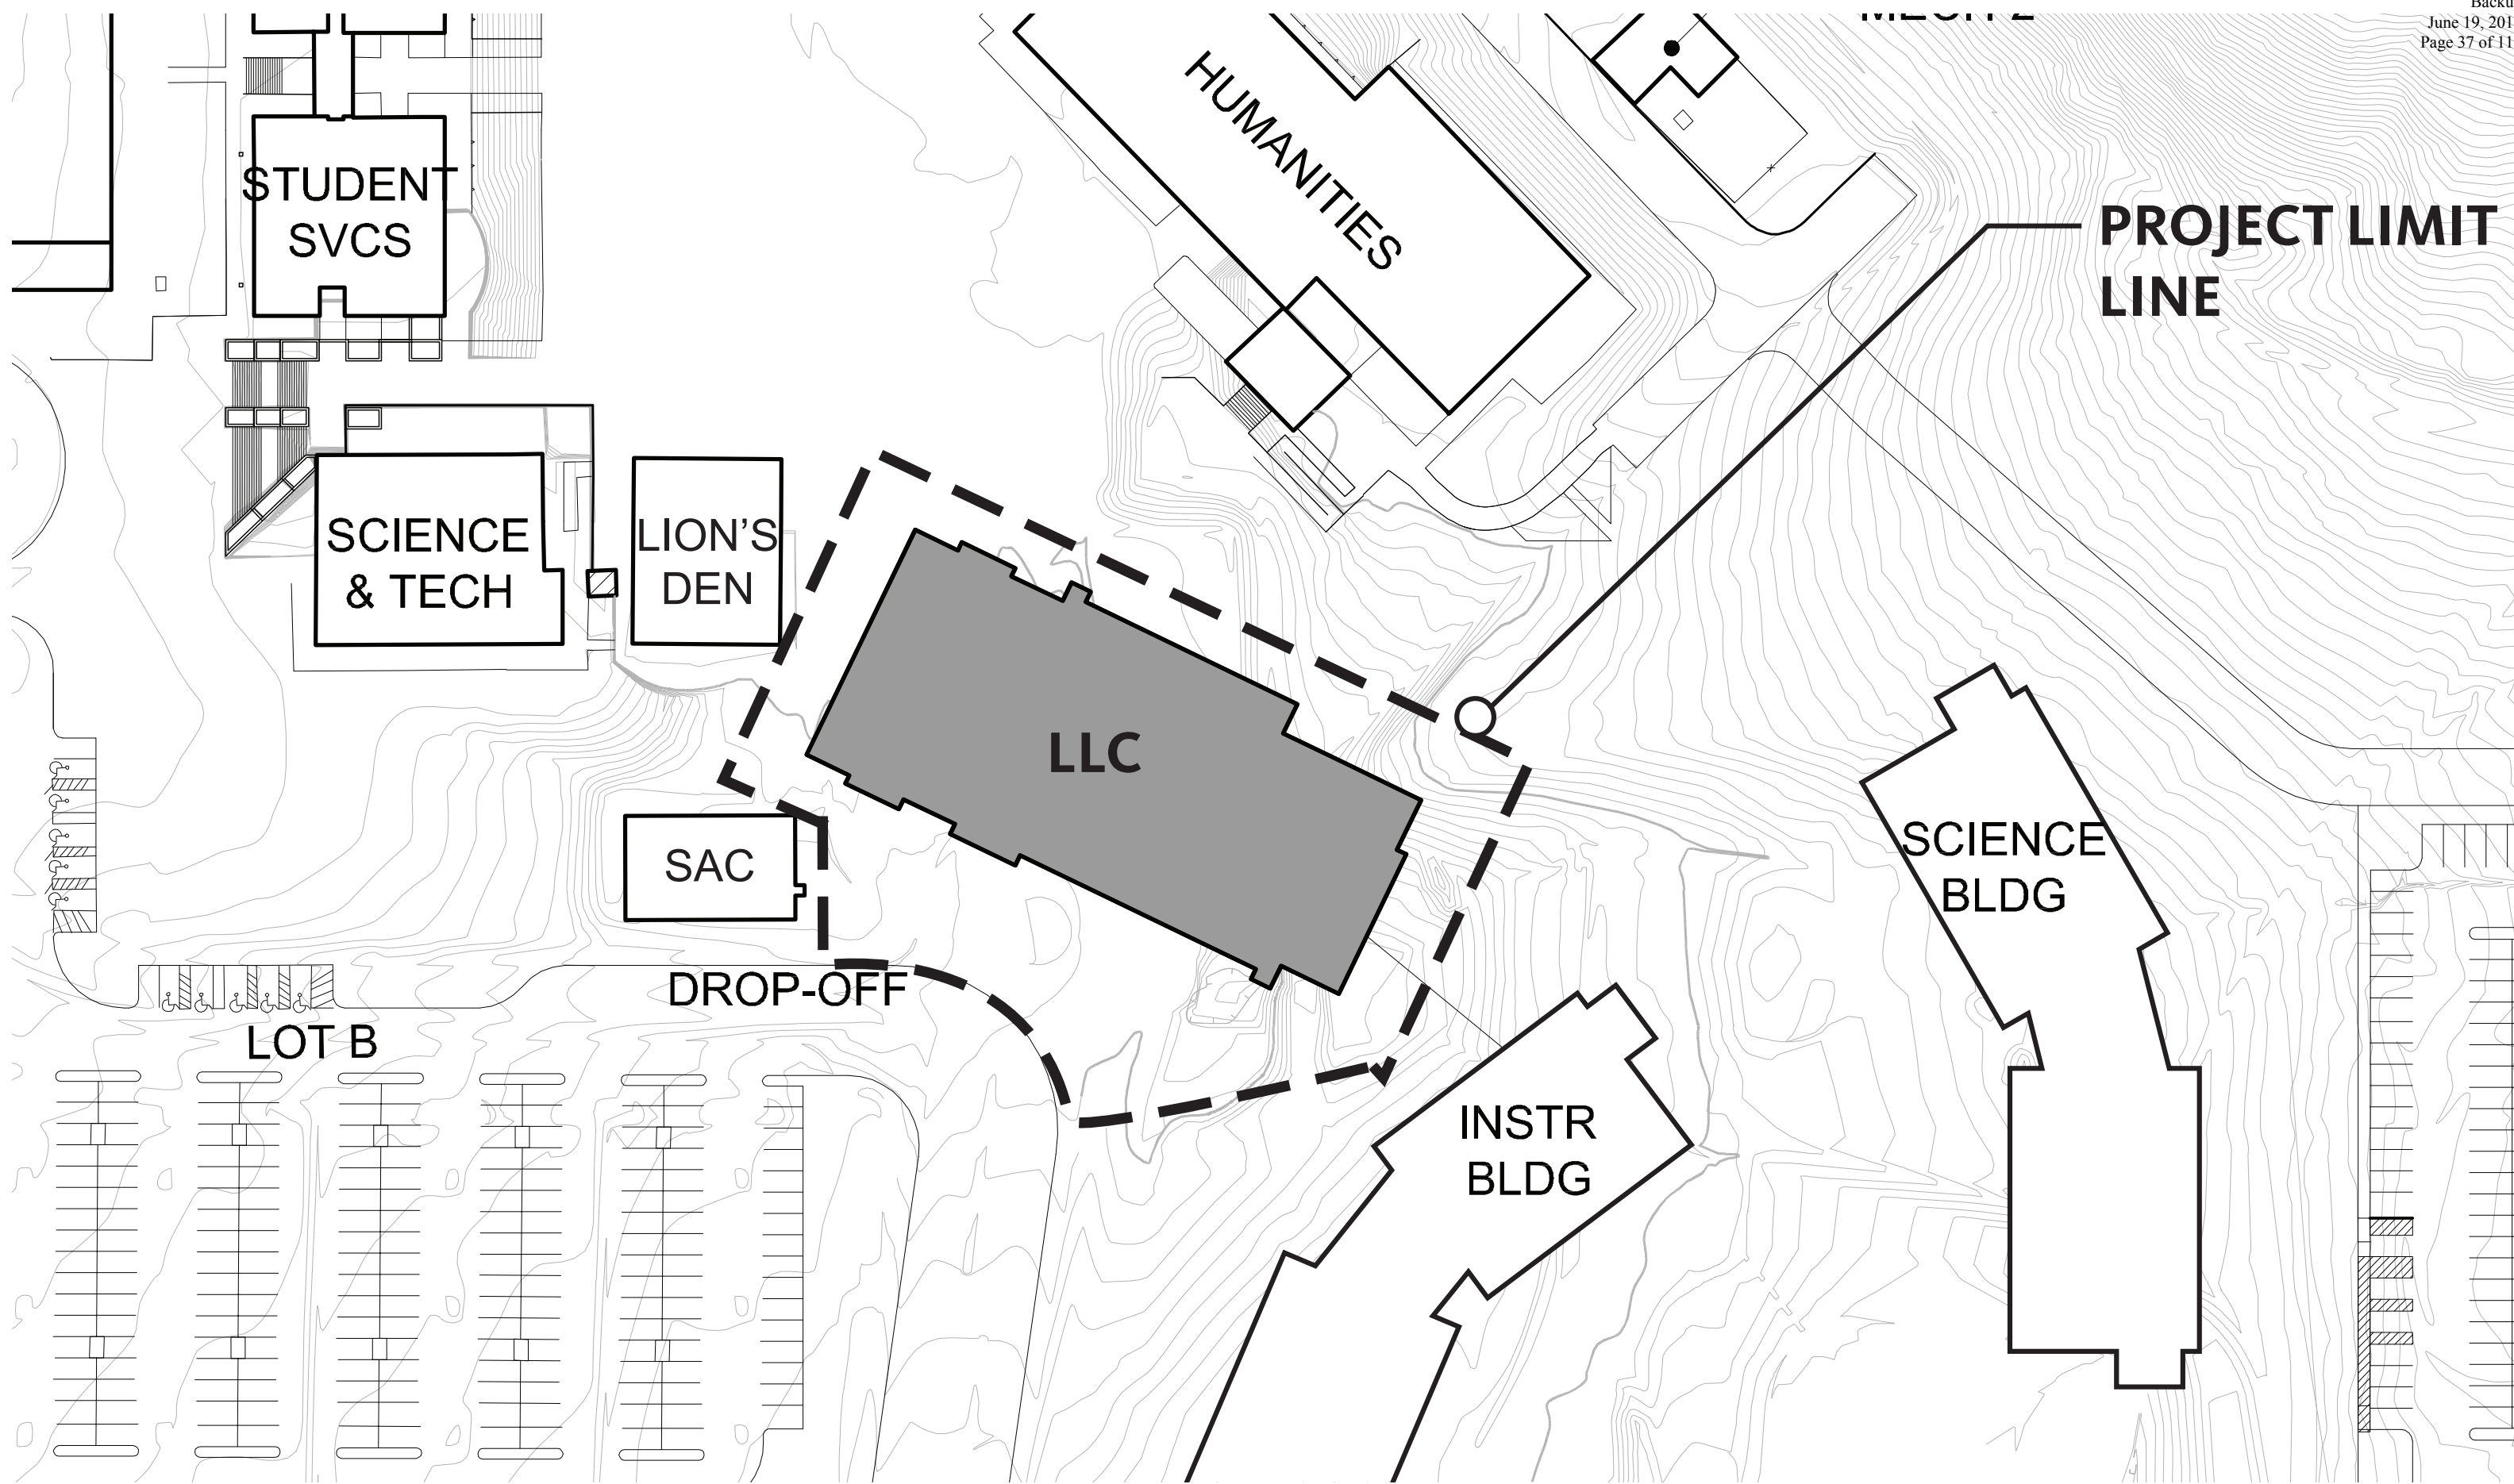 June 19, 201
Page 37 of 11
STUDENT
SVCS
HUMANITIES
PROJECT LIMIT
LINE
SCIENCE
& TECH
LION'S
DEN
LLC
SAC
SCIENCE
BLDG
DROP-OFF
LOT B
INSTR
BLDG